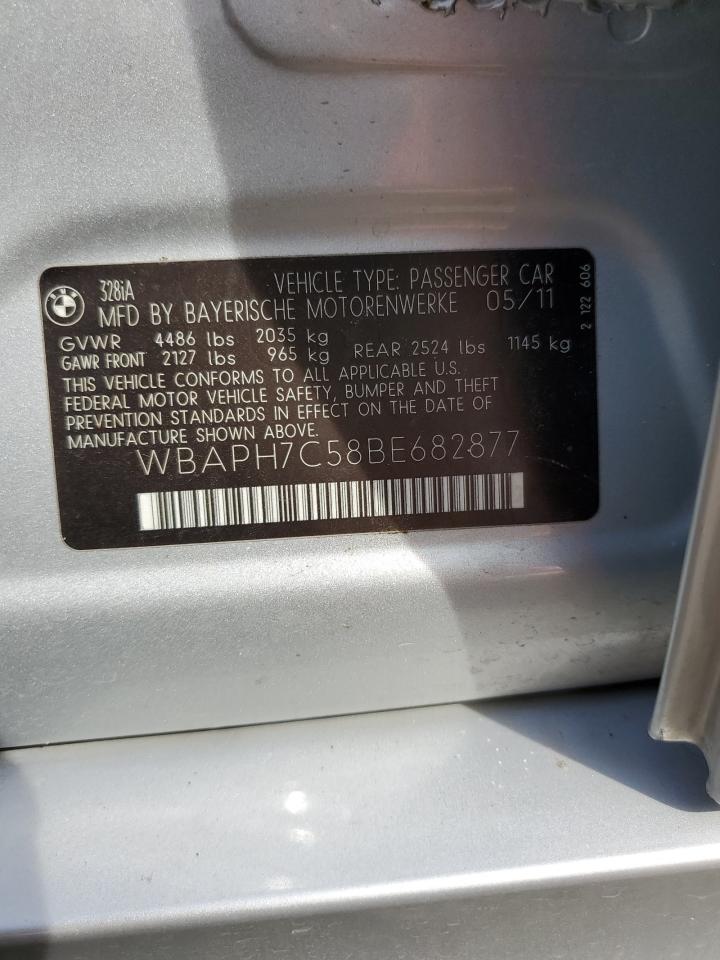 BMW
328iA VEHICLE TYPE: PASSENGER CAR
MFD BY BAYERISCHE MOTORENWERKE 05/11
GVWR 4486 lbs 2035 kg
GAWR FRONT 2127 lbs 965 kg REAR 2524 lbs 1145 kg
THIS VEHICLE CONFORMS TO ALL APPLICABLE U.S.
FEDERAL MOTOR VEHICLE SAFETY, BUMPER AND THEFT
PREVENTION STANDARDS IN EFFECT ON THE DATE OF
MANUFACTURE SHOWN ABOVE.
WBAPH7C58BE682877
2 122 606